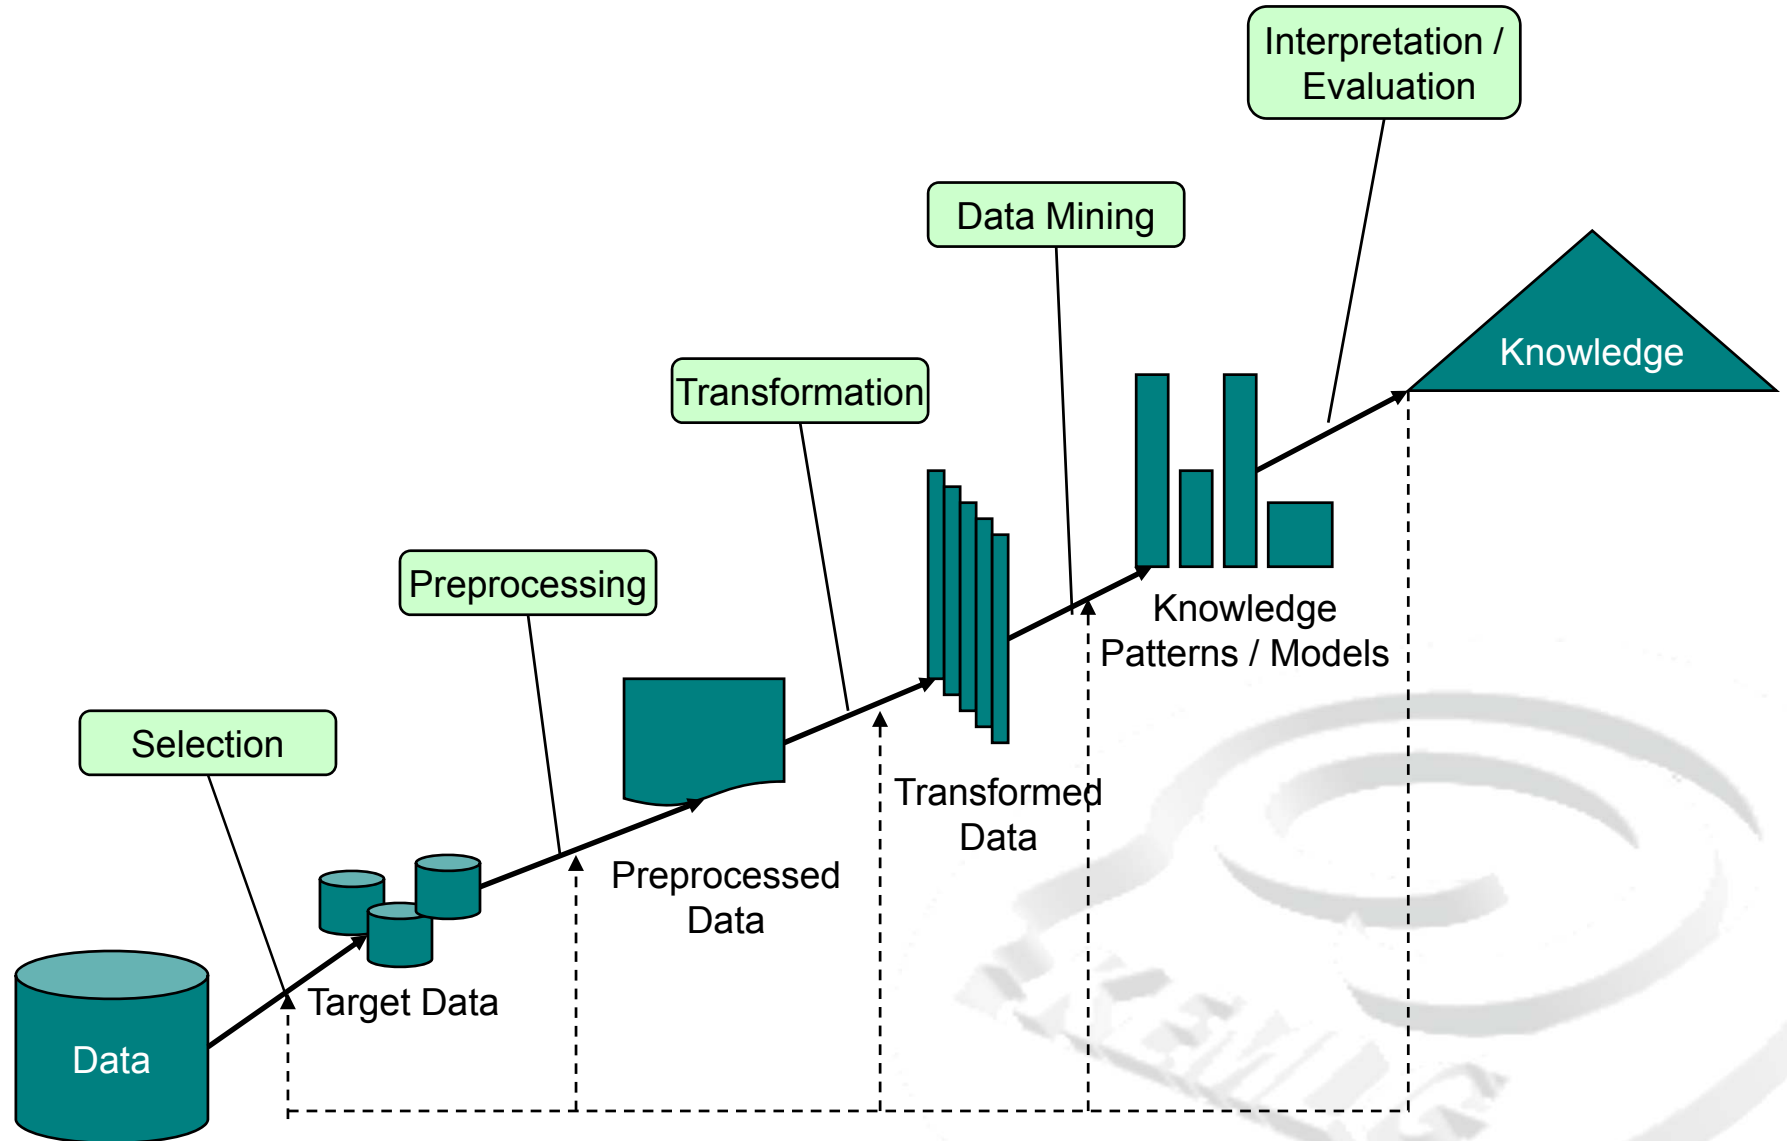 Interpretation /
Evaluation
Data Mining
Knowledge
Transformation
Preprocessing
Knowledge
Patterns / Models
Selection
Transformed
Data
Preprocessed
Data
Target Data
Data